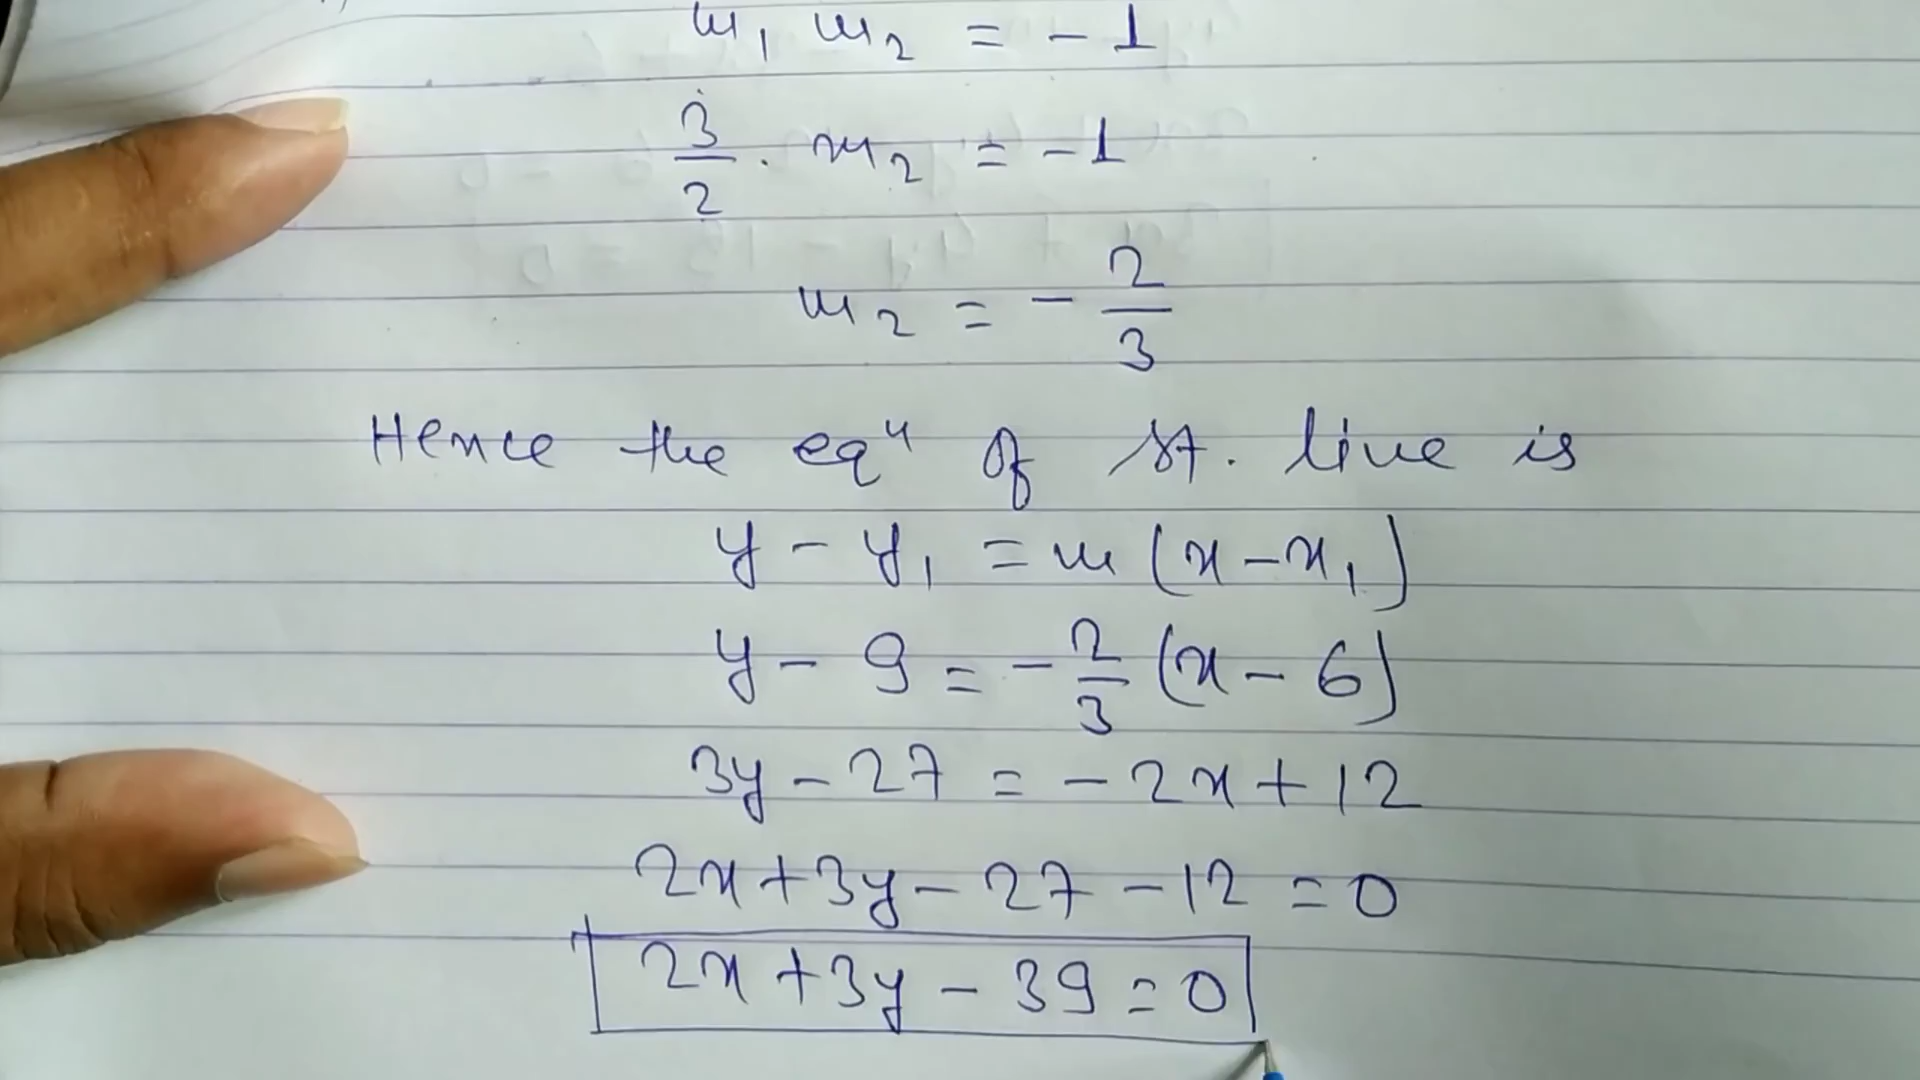 m₁ m₂ = - 1
3/2 . m₂ = - 1
m₂ = - 2/3
Hence the eqⁿ of st. line is
y - y₁ = m (x - x₁)
y - 9 = - 2/3 (x - 6)
3y - 27 = - 2x + 12
2x + 3y - 27 - 12 = 0
2x + 3y - 39 = 0